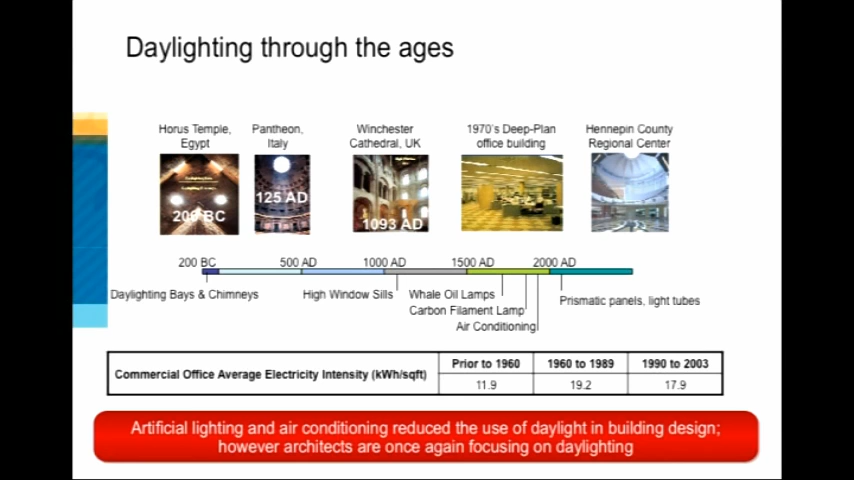 Daylighting through the ages
Horus Temple,
Egypt
Pantheon,
Italy
Winchester
Cathedral, UK
1970's Deep-Plan
office building
Hennepin County
Regional Center
200 BC
125 AD
1093 AD
200 BC
500 AD
1000 AD
1500 AD
2000 AD
Daylighting Bays & Chimneys
High Window Sills
Whale Oil Lamps
Carbon Filament Lamp
Air Conditioning
Prismatic panels, light tubes
Commercial Office Average Electricity Intensity (kWh/sqft)
Prior to 1960
1960 to 1989
1990 to 2003
11.9
19.2
17.9
Artificial lighting and air conditioning reduced the use of daylight in building design;
however architects are once again focusing on daylighting